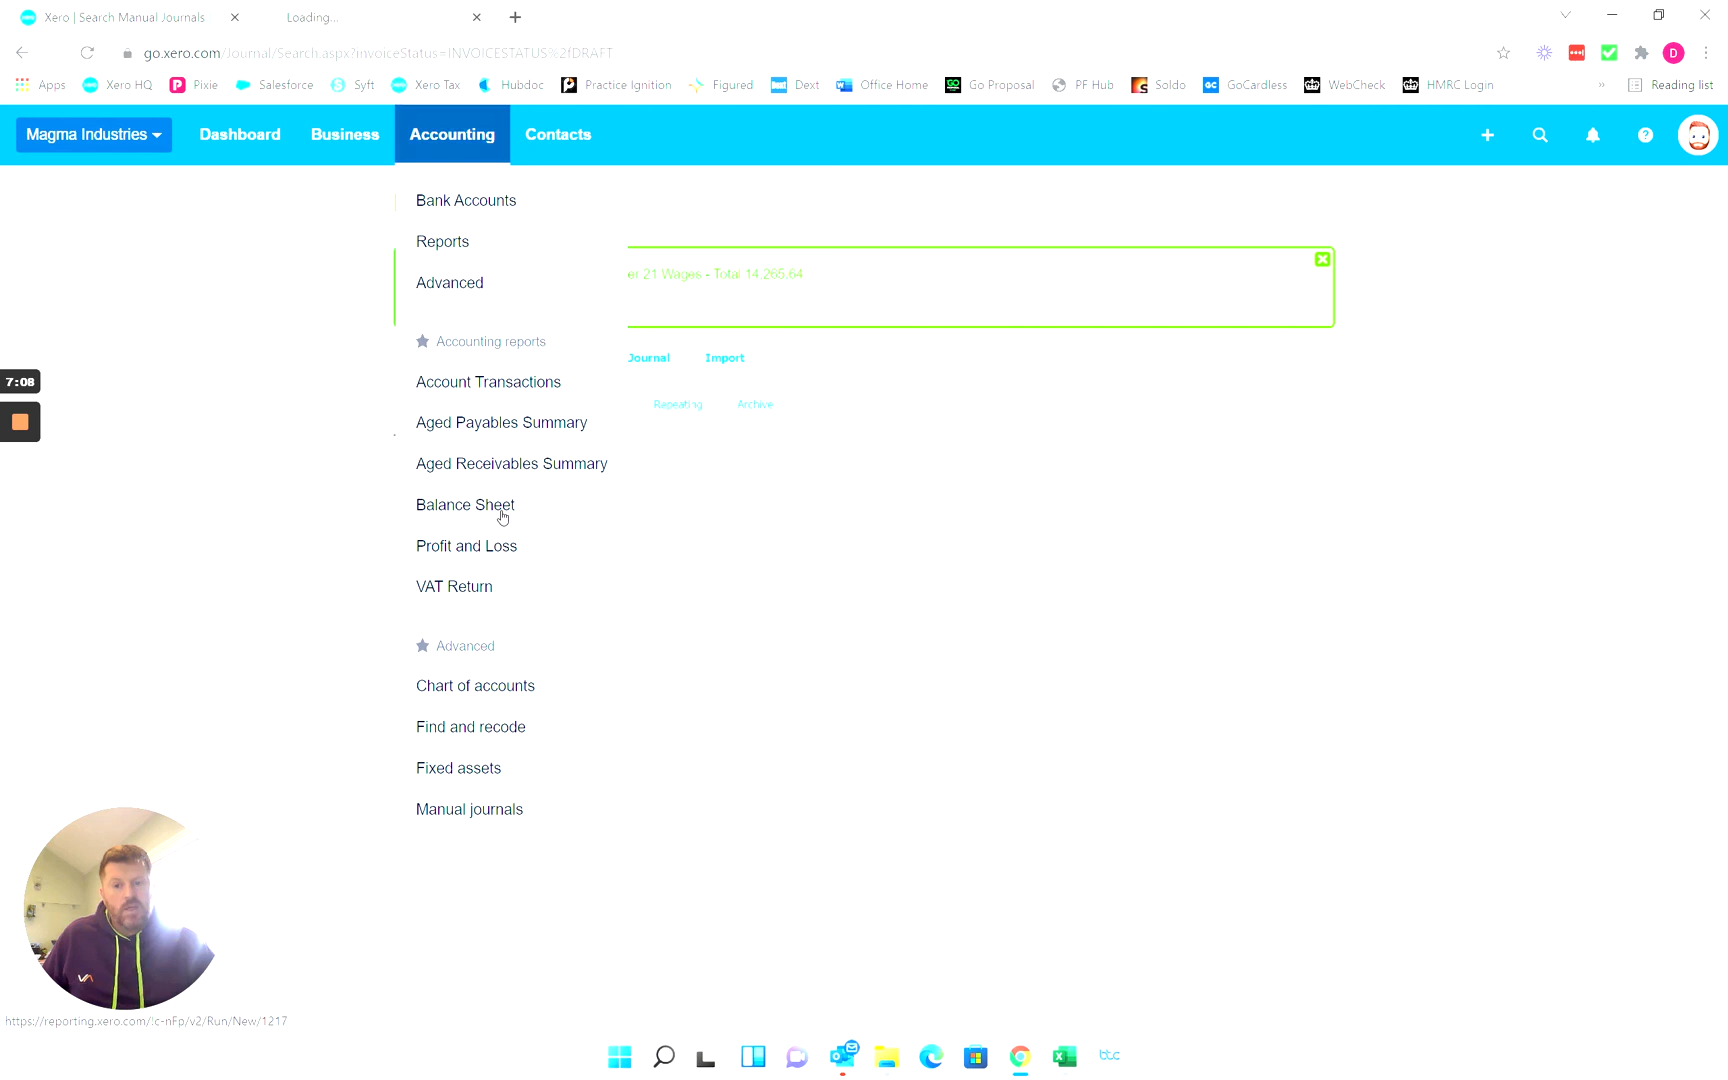 Xero | Search Manual Journals
Loading...
go.xero.com/Journal/Search.aspx?invoiceStatus=INVOICESTATUS%2fDRAFT
D
Apps
Xero HQ
Pixie
Salesforce
Syft
Xero Tax
Hubdoc
Practice Ignition
Figured
Dext
Office Home
Go Proposal
PF Hub
Soldo
GoCardless
WebCheck
HMRC Login
»
Reading list
Magma Industries
Dashboard
Business
Accounting
Contacts
Bank Accounts
Reports
er 21 Wages - Total 14,265.64
Advanced
Accounting reports
Journal
Import
Account Transactions
7:08
Repeating
Archive
Aged Payables Summary
Aged Receivables Summary
Balance Sheet
Profit and Loss
VAT Return
Advanced
Chart of accounts
Find and recode
Fixed assets
Manual journals
https://reporting.xero.com/!c-nFp/v2/Run/New/1217
btc